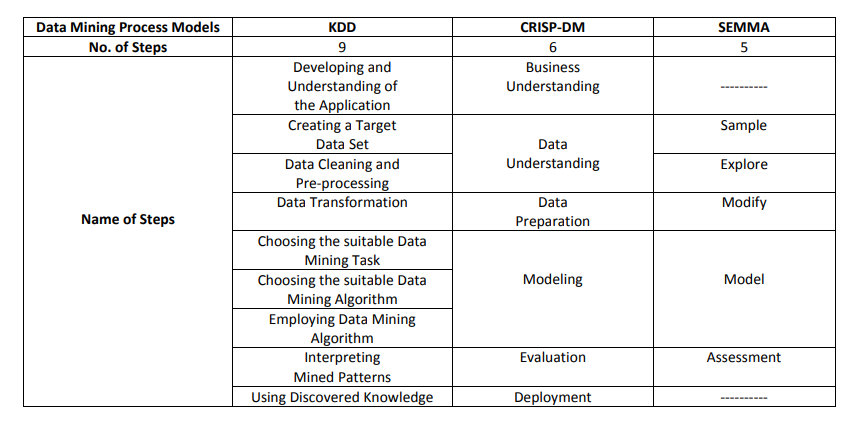 Data Mining Process Models KDD CRISP-DM SEMMA
No. of Steps 9 6 5
Name of Steps
Developing and
Understanding of
the Application
Business
Understanding
----------
Creating a Target
Data Set
Data
Understanding
Sample
Data Cleaning and
Pre-processing
Explore
Data Transformation
Data
Preparation
Modify
Choosing the suitable Data
Mining Task
Modeling
Model
Choosing the suitable Data
Mining Algorithm
Employing Data Mining
Algorithm
Interpreting
Mined Patterns
Evaluation
Assessment
Using Discovered Knowledge
Deployment
----------